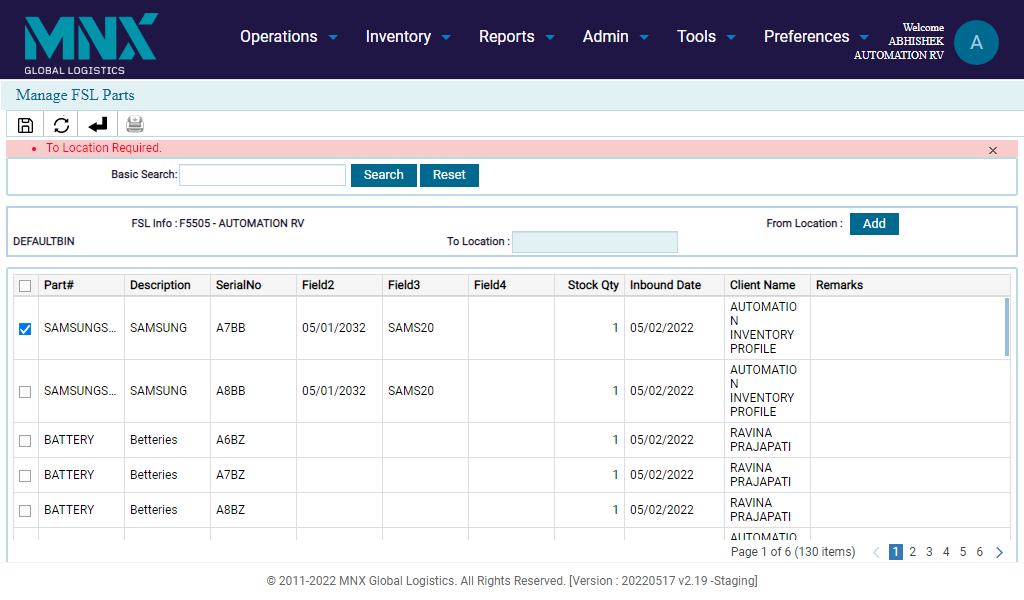 MNX
GLOBAL LOGISTICS
Operations Inventory Reports Admin Tools Preferences
Welcome
ABHISHEK
AUTOMATION RV
A
Manage FSL Parts
To Location Required.
Basic Search: Search Reset
FSL Info : F5505 - AUTOMATION RV From Location : Add
DEFAULTBIN To Location :
Part# Description SerialNo Field2 Field3 Field4 Stock Qty Inbound Date Client Name Remarks
SAMSUNGS... SAMSUNG A7BB 05/01/2032 SAMS20 1 05/02/2022 AUTOMATIO
N
INVENTORY
PROFILE
SAMSUNGS... SAMSUNG A8BB 05/01/2032 SAMS20 1 05/02/2022 AUTOMATIO
N
INVENTORY
PROFILE
BATTERY Betteries A6BZ 1 05/02/2022 RAVINA
PRAJAPATI
BATTERY Betteries A7BZ 1 05/02/2022 RAVINA
PRAJAPATI
BATTERY Betteries A8BZ 1 05/02/2022 RAVINA
PRAJAPATI
AUTOMATIO
Page 1 of 6 (130 items) 1 2 3 4 5 6
© 2011-2022 MNX Global Logistics. All Rights Reserved. [Version : 20220517 v2.19 -Staging]